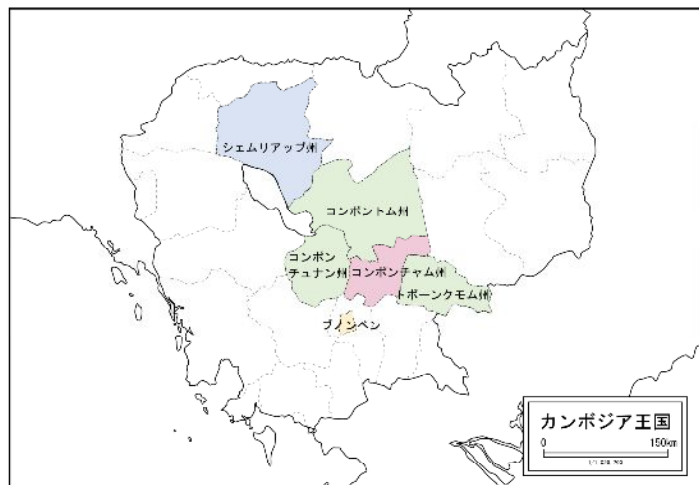 シェムリアップ州
コンポントム州
コンポン
チュナン州
コンポンチャム州
トボーンクモム州
プノンペン
カンボジア王国
0 150km